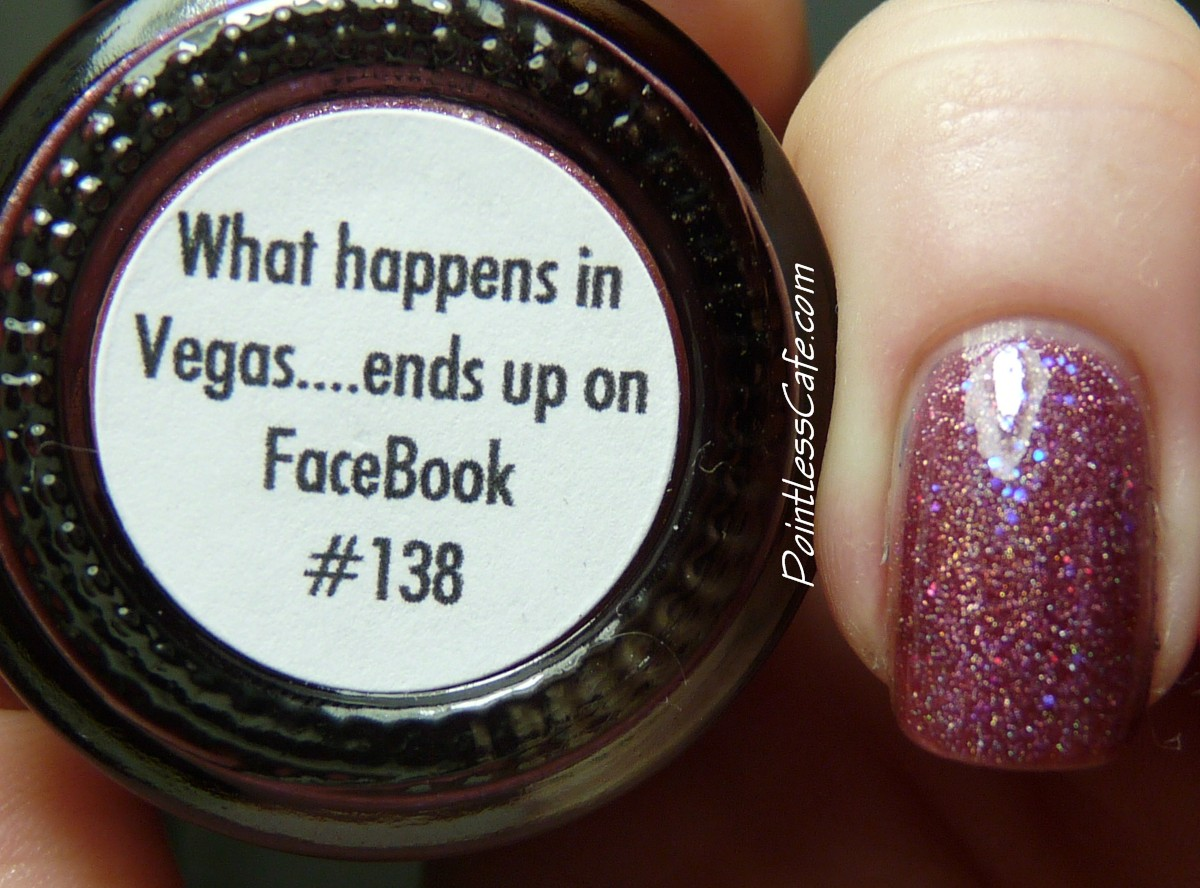 What happens in
Vegas....ends up on
FaceBook
#138
PointlessCafe.com